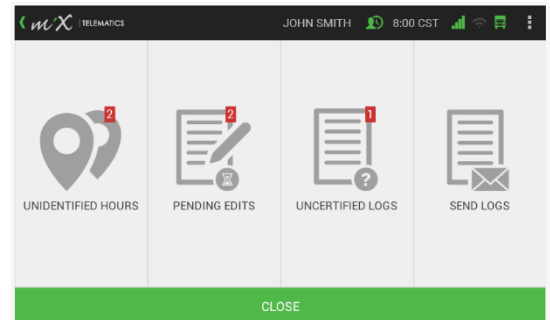 mix TELEMATICS JOHN SMITH 8:00 CST
2 2 1
?
UNIDENTIFIED HOURS PENDING EDITS UNCERTIFIED LOGS SEND LOGS
CLOSE